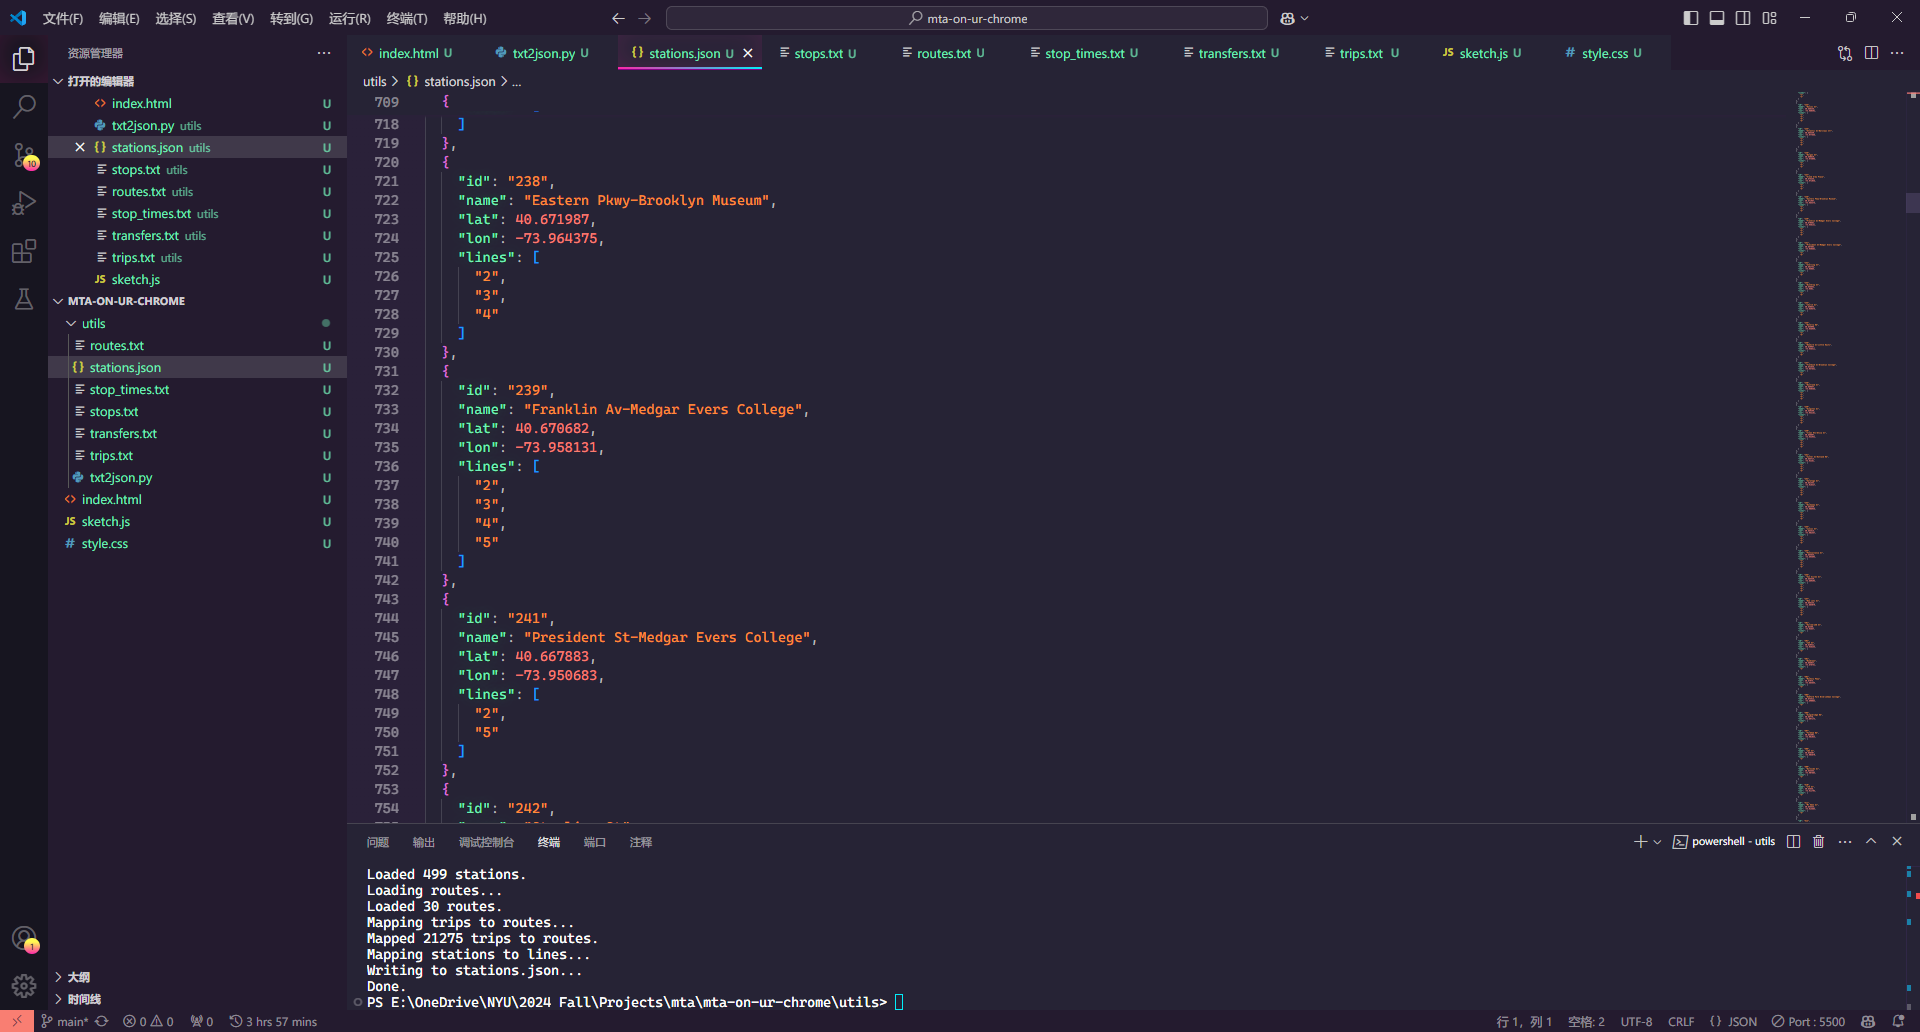 文件(F) 编辑(E) 选择(S) 查看(V) 转到(G) 运行(R) 终端(T) 帮助(H) mta-on-ur-chrome
资源管理器
打开的编辑器
index.html U
txt2json.py utils U
stations.json utils U
stops.txt utils U
routes.txt utils U
stop_times.txt utils U
transfers.txt utils U
trips.txt utils U
JS sketch.js U
MTA-ON-UR-CHROME
utils
routes.txt U
{} stations.json U
stop_times.txt U
stops.txt U
transfers.txt U
trips.txt U
txt2json.py U
index.html U
JS sketch.js U
# style.css U
大纲
时间线
10
1
index.html U txt2json.py U {} stations.json U stops.txt U routes.txt U stop_times.txt U transfers.txt U trips.txt U JS sketch.js U # style.css U
utils > {} stations.json > ...
709 {
718 ]
719 },
720 {
721 "id": "238",
722 "name": "Eastern Pkwy-Brooklyn Museum",
723 "lat": 40.671987,
724 "lon": -73.964375,
725 "lines": [
726 "2",
727 "3",
728 "4"
729 ]
730 },
731 {
732 "id": "239",
733 "name": "Franklin Av-Medgar Evers College",
734 "lat": 40.670682,
735 "lon": -73.958131,
736 "lines": [
737 "2",
738 "3",
739 "4",
740 "5"
741 ]
742 },
743 {
744 "id": "241",
745 "name": "President St-Medgar Evers College",
746 "lat": 40.667883,
747 "lon": -73.950683,
748 "lines": [
749 "2",
750 "5"
751 ]
752 },
753 {
754 "id": "242",
问题 输出 调试控制台 终端 端口 注释 powershell - utils
Loaded 499 stations.
Loading routes...
Loaded 30 routes.
Mapping trips to routes...
Mapped 21275 trips to routes.
Mapping stations to lines...
Writing to stations.json...
Done.
PS E:\OneDrive\NYU\2024 Fall\Projects\mta\mta-on-ur-chrome\utils>
main* 0 0 0 3 hrs 57 mins 行 1, 列 1 空格: 2 UTF-8 CRLF {} JSON Port : 5500